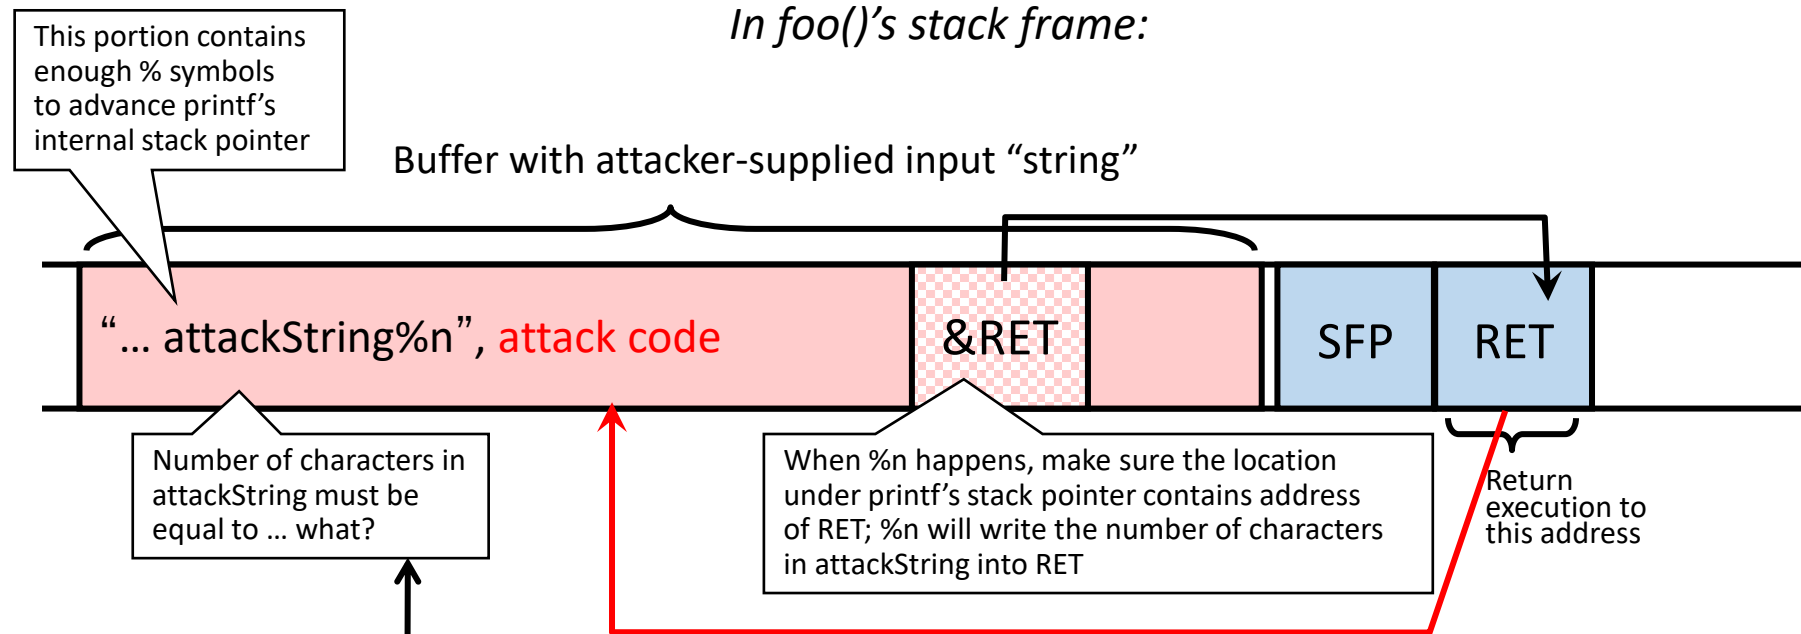 In foo()’s stack frame:
This portion contains
enough % symbols
to advance printf’s
internal stack pointer
Buffer with attacker-supplied input “string”
“… attackString%n”, attack code
&RET
SFP
RET
Number of characters in
attackString must be
equal to … what?
When %n happens, make sure the location
under printf’s stack pointer contains address
of RET; %n will write the number of characters
in attackString into RET
Return
execution to
this address